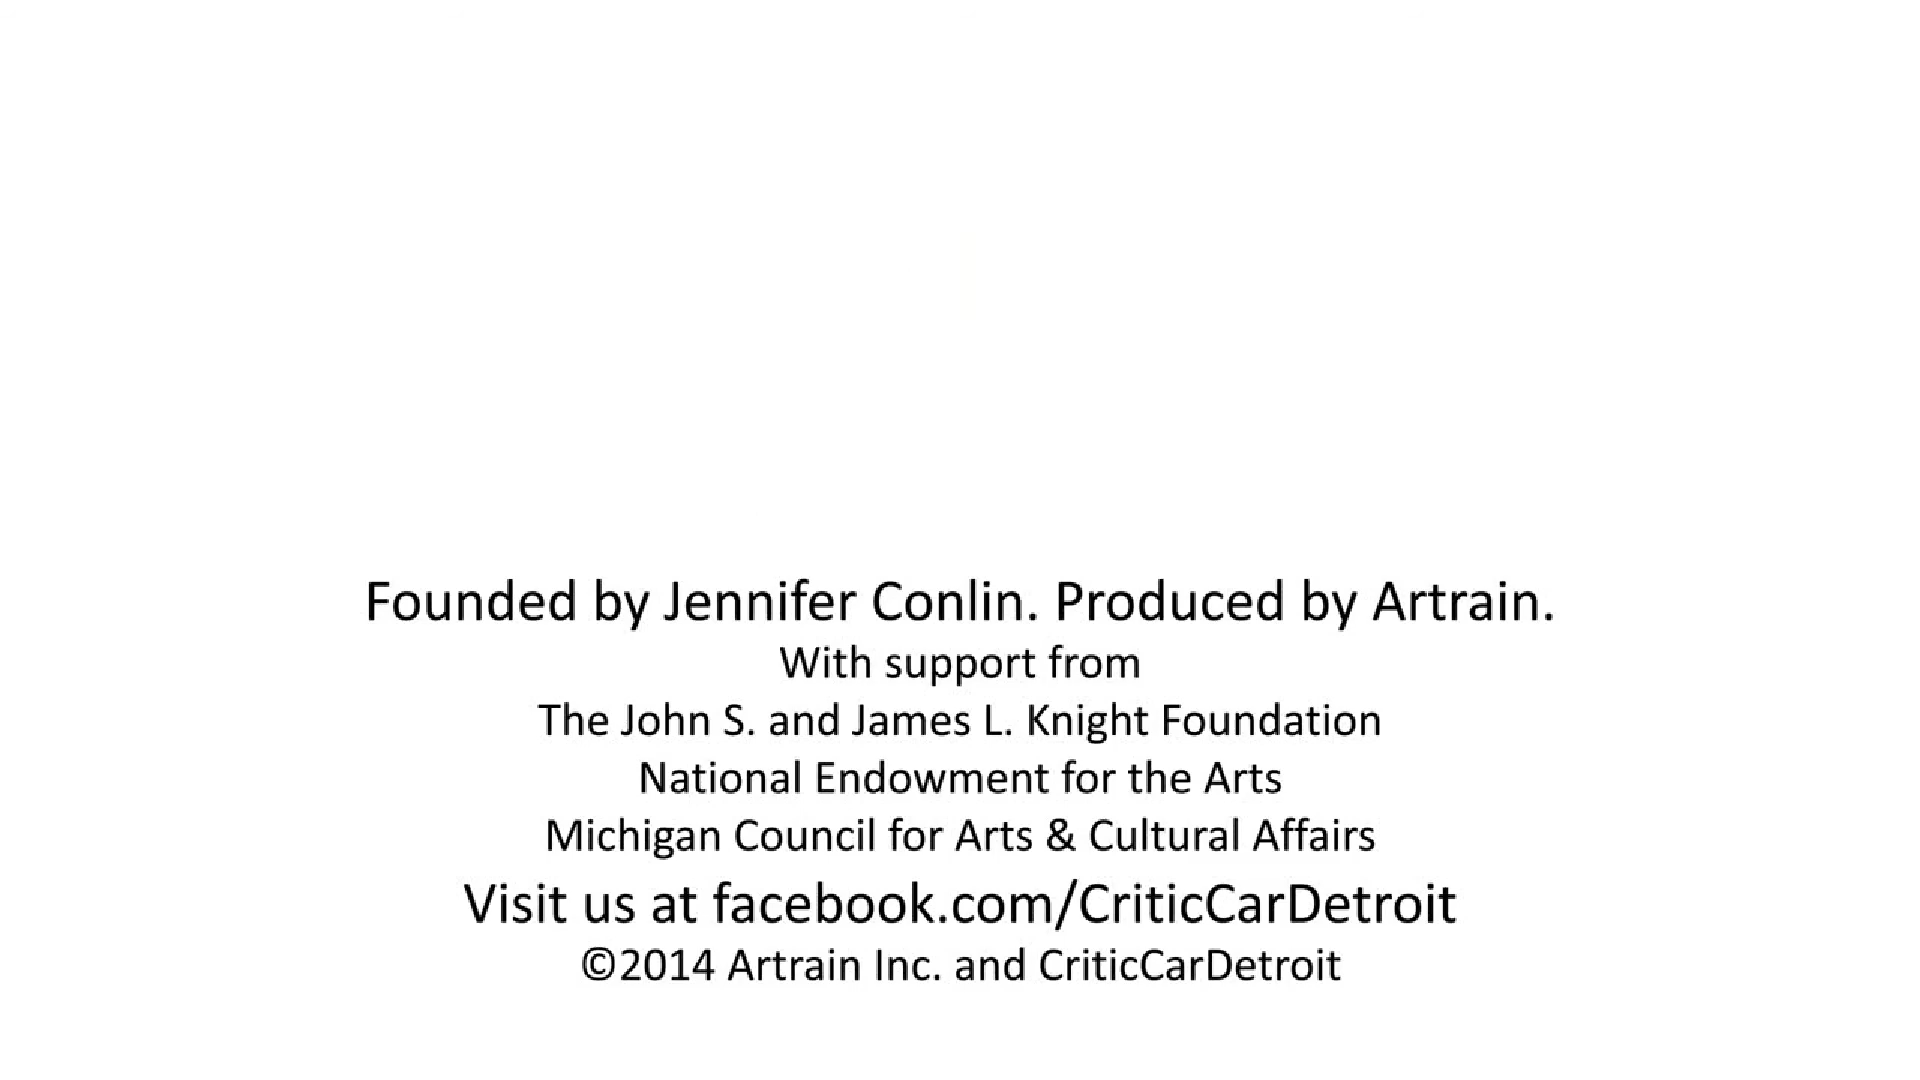 Founded by Jennifer Conlin. Produced by Artrain.
With support from
The John S. and James L. Knight Foundation
National Endowment for the Arts
Michigan Council for Arts & Cultural Affairs
Visit us at facebook.com/CriticCarDetroit
©2014 Artrain Inc. and CriticCarDetroit